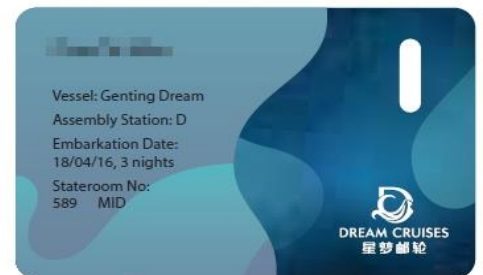 Vessel: Genting Dream
Assembly Station: D
Embarkation Date:
18/04/16, 3 nights
Stateroom No:
589 MID
DREAM CRUISES
星梦邮轮